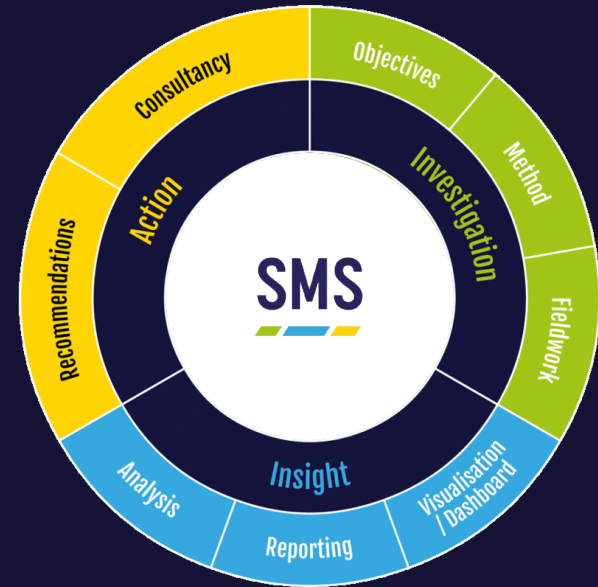 Objectives
Method
Fieldwork
Visualisation
/ Dashboard
Reporting
Analysis
Recommendations
Consultancy
Investigation
Insight
Action
SMS